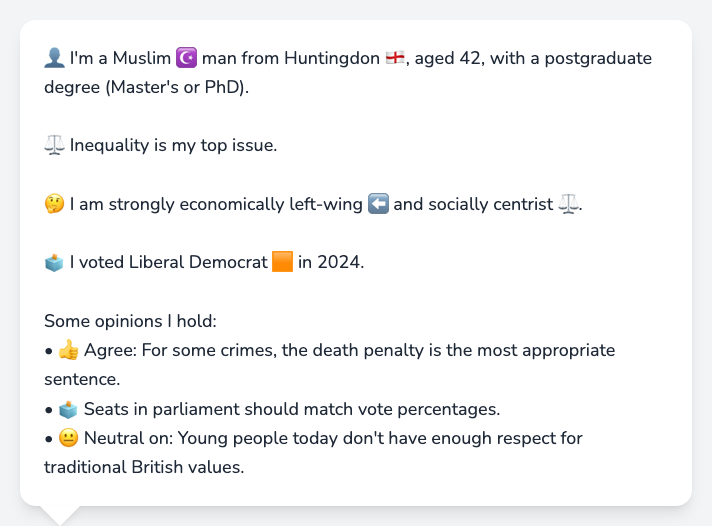 👤 I'm a Muslim ☪️ man from Huntingdon 🏴󠁧󠁢󠁥󠁮󠁧󠁿, aged 42, with a postgraduate
degree (Master's or PhD).
⚖️ Inequality is my top issue.
🤔 I am strongly economically left-wing ⬅️ and socially centrist ⚖️.
🗳️ I voted Liberal Democrat 🟧 in 2024.
Some opinions I hold:
• 👍 Agree: For some crimes, the death penalty is the most appropriate
sentence.
• 🗳️ Seats in parliament should match vote percentages.
• 😐 Neutral on: Young people today don't have enough respect for
traditional British values.